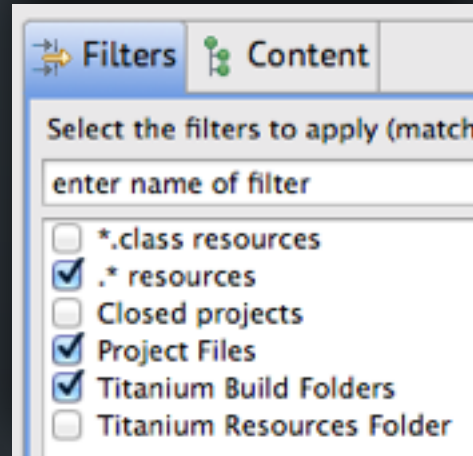 Filters Content
Select the filters to apply (match
enter name of filter
*.class resources
.* resources
Closed projects
Project Files
Titanium Build Folders
Titanium Resources Folder